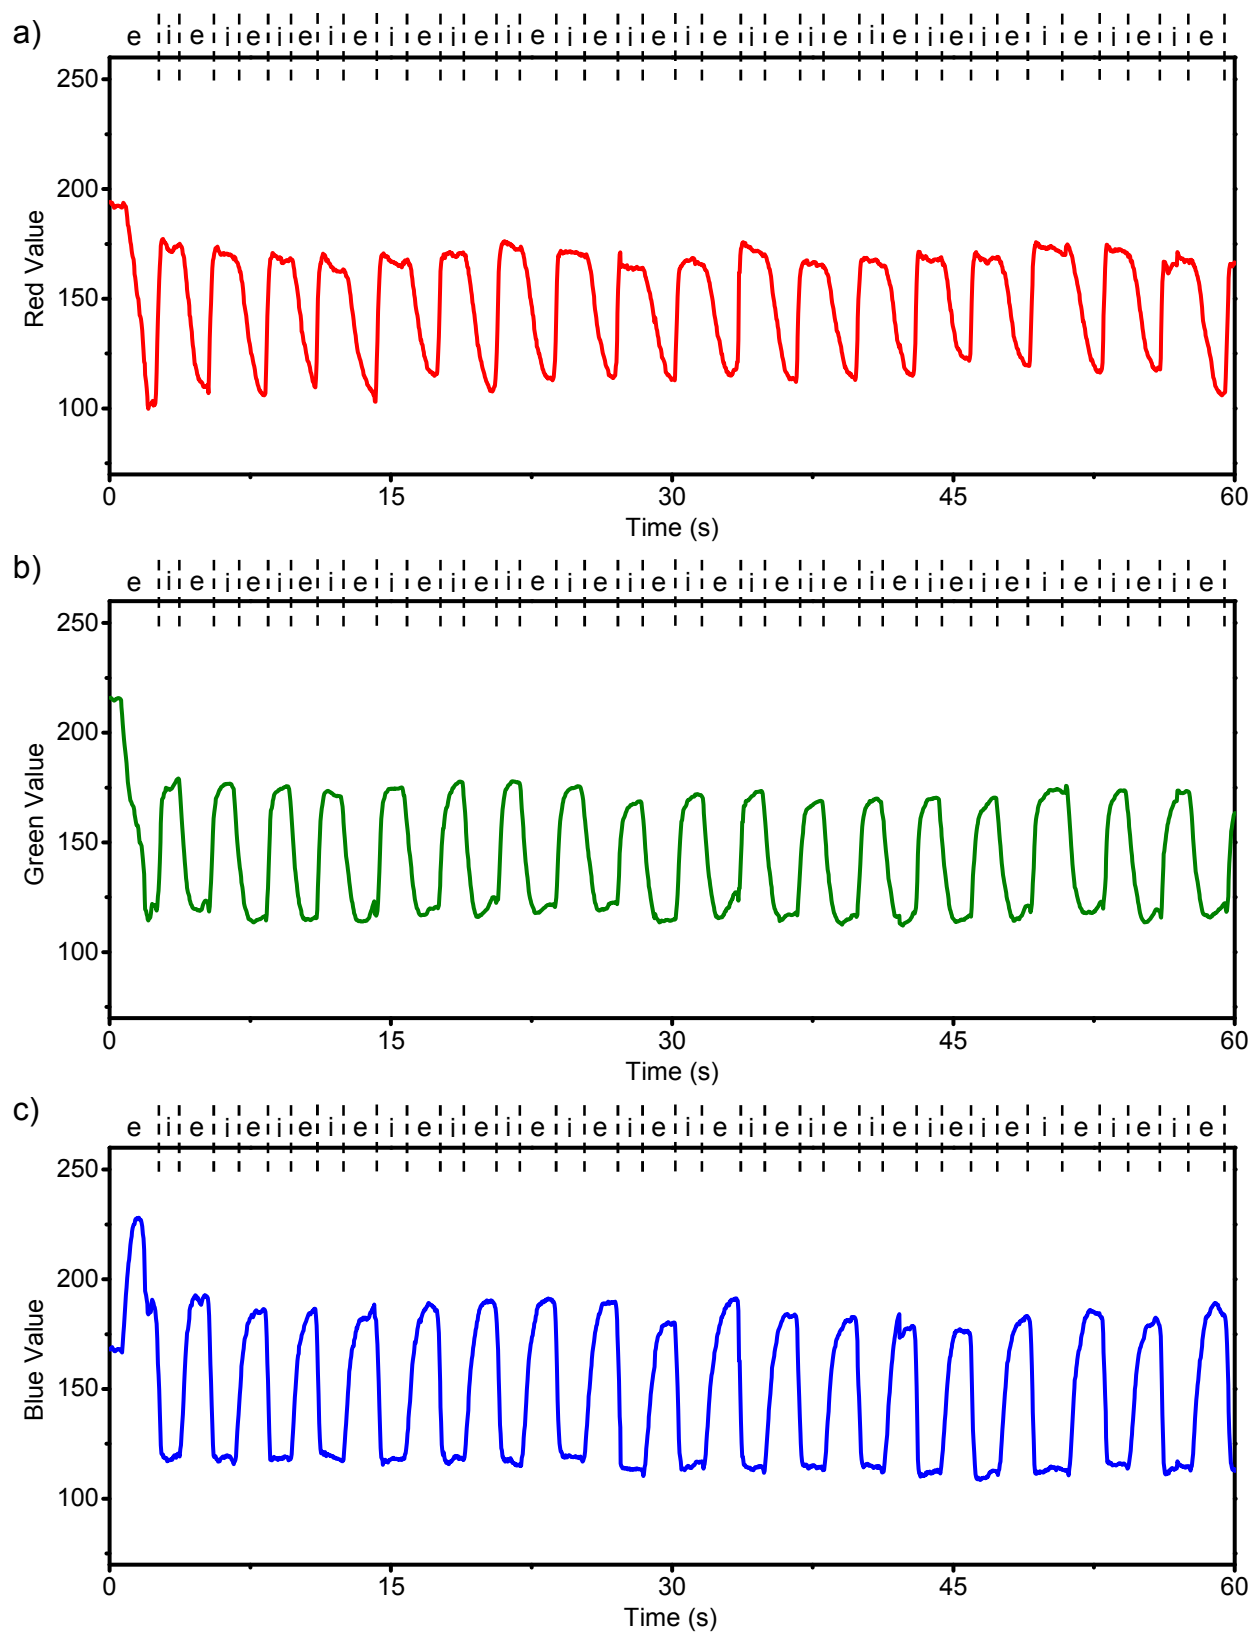 a) e i e i e i e i e i e i e i e i e i e i e i e i e i e i e i e i e i e i e
250
200
150
100
Red Value
0 15 30 45 60
Time (s)
b) e i e i e i e i e i e i e i e i e i e i e i e i e i e i e i e i e i e i e
250
200
150
100
Green Value
0 15 30 45 60
Time (s)
c) e i e i e i e i e i e i e i e i e i e i e i e i e i e i e i e i e i e i e
250
200
150
100
Blue Value
0 15 30 45 60
Time (s)